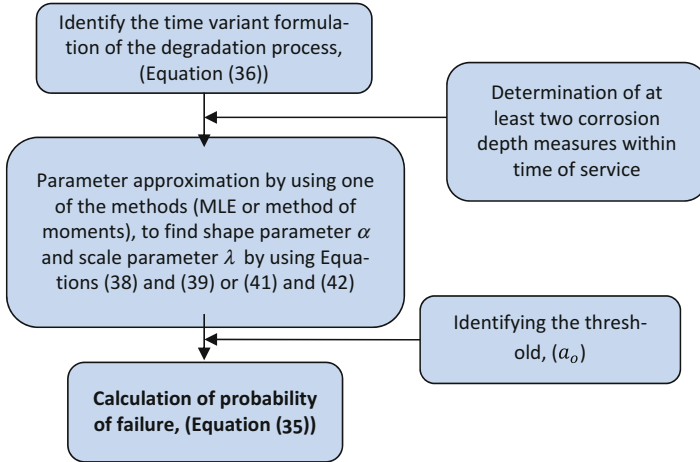 Identify the time variant formula-
tion of the degradation process,
(Equation (36))
Determination of at
least two corrosion
depth measures within
time of service
Parameter approximation by using one
of the methods (MLE or method of
moments), to find shape parameter α
and scale parameter λ by using Equa-
tions (38) and (39) or (41) and (42)
Identifying the thresh-
old, (a_o)
Calculation of probability
of failure, (Equation (35))